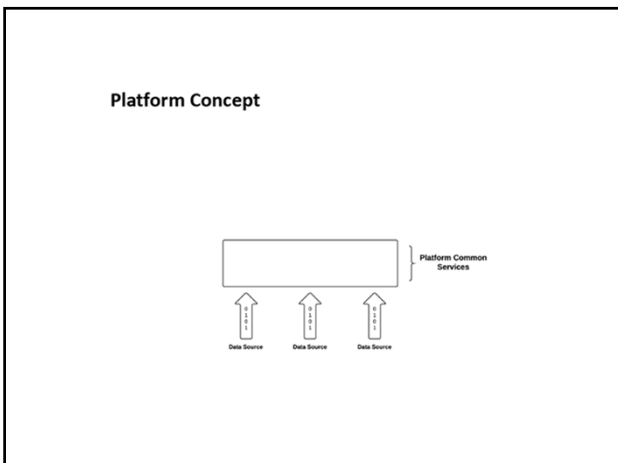 Platform Concept
Platform Common
Services
0
1
0
1
0
1
0
1
0
1
0
1
Data Source
Data Source
Data Source